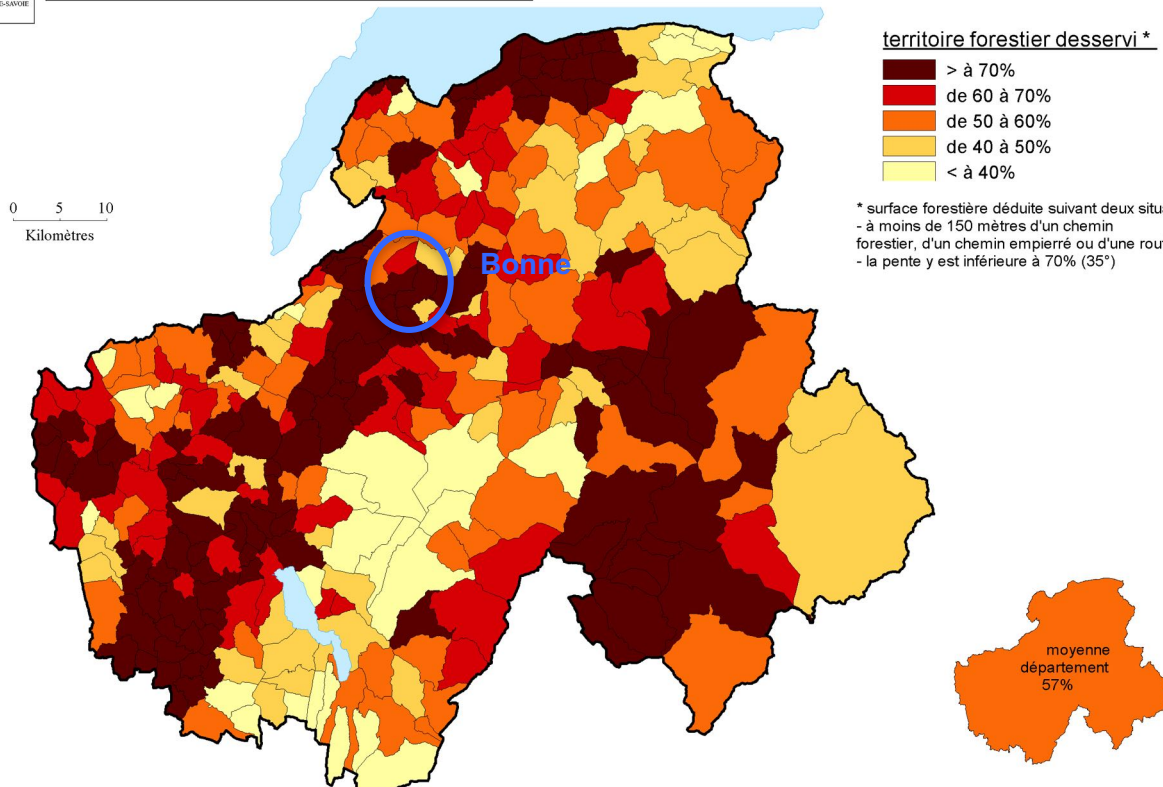 E-SAVOIE
territoire forestier desservi *
> à 70%
de 60 à 70%
de 50 à 60%
de 40 à 50%
< à 40%
* surface forestière déduite suivant deux situ
- à moins de 150 mètres d'un chemin
forestier, d'un chemin empierré ou d'une rou
- la pente y est inférieure à 70% (35°)
0 5 10
Kilomètres
Bonne
moyenne
département
57%